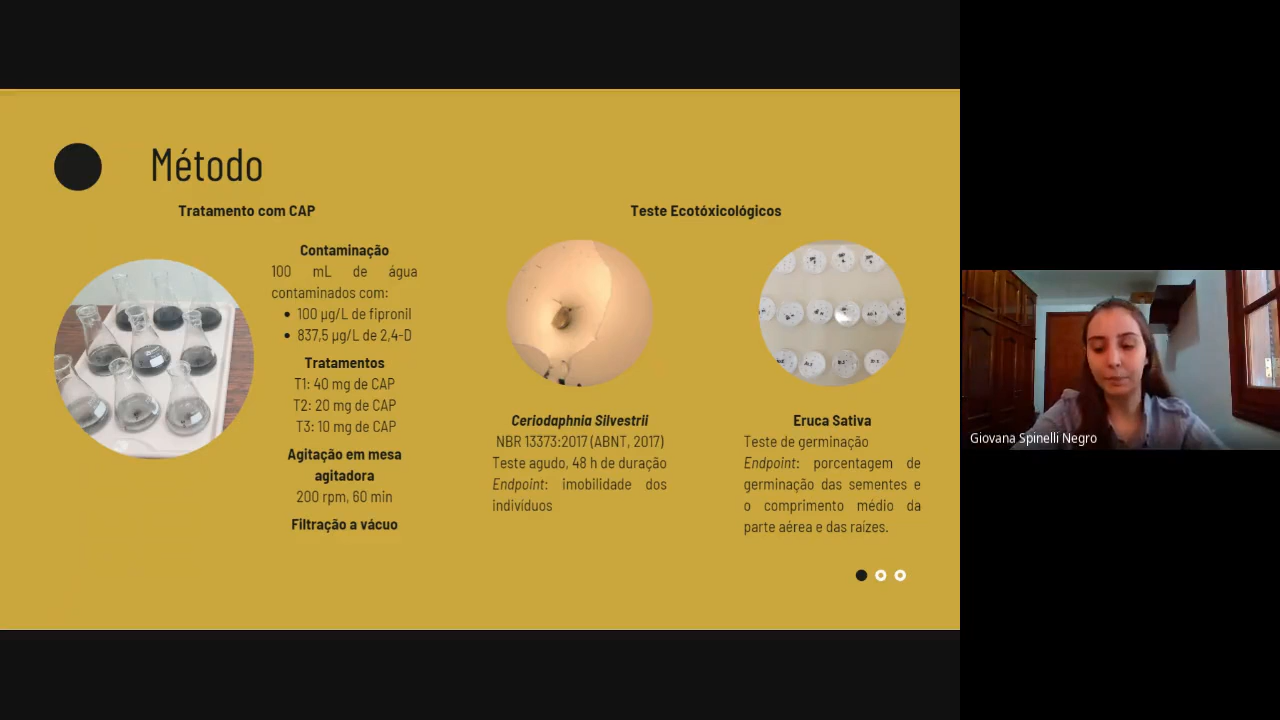 Método
Tratamento com CAP
Contaminação
100 mL de água
contaminados com:
• 100 µg/L de fipronil
• 837,5 µg/L de 2,4-D
Tratamentos
T1: 40 mg de CAP
T2: 20 mg de CAP
T3: 10 mg de CAP
Agitação em mesa
agitadora
200 rpm, 60 min
Filtração a vácuo
Teste Ecotóxicológicos
Ceriodaphnia Silvestrii
NBR 13373:2017 (ABNT, 2017)
Teste agudo, 48 h de duração
Endpoint: imobilidade dos
indivíduos
Eruca Sativa
Teste de germinação
Endpoint: porcentagem de
germinação das sementes e
o comprimento médio da
parte aérea e das raízes.
Giovana Spinelli Negro